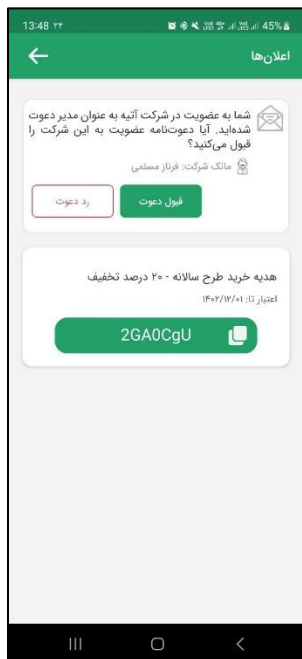 13:48 ۲۴
45%
اعلان‌ها
شما به عضویت در شرکت آتیه به عنوان مدیر دعوت
شده‌اید. آیا دعوت‌نامه عضویت به این شرکت را
قبول می‌کنید؟
مالک شرکت: فرناز مسلمی
قبول دعوت
رد دعوت
هدیه خرید طرح سالانه - ۲۰ درصد تخفیف
اعتبار تا: ۱۴۰۲/۱۲/۰۱
2GA0CgU